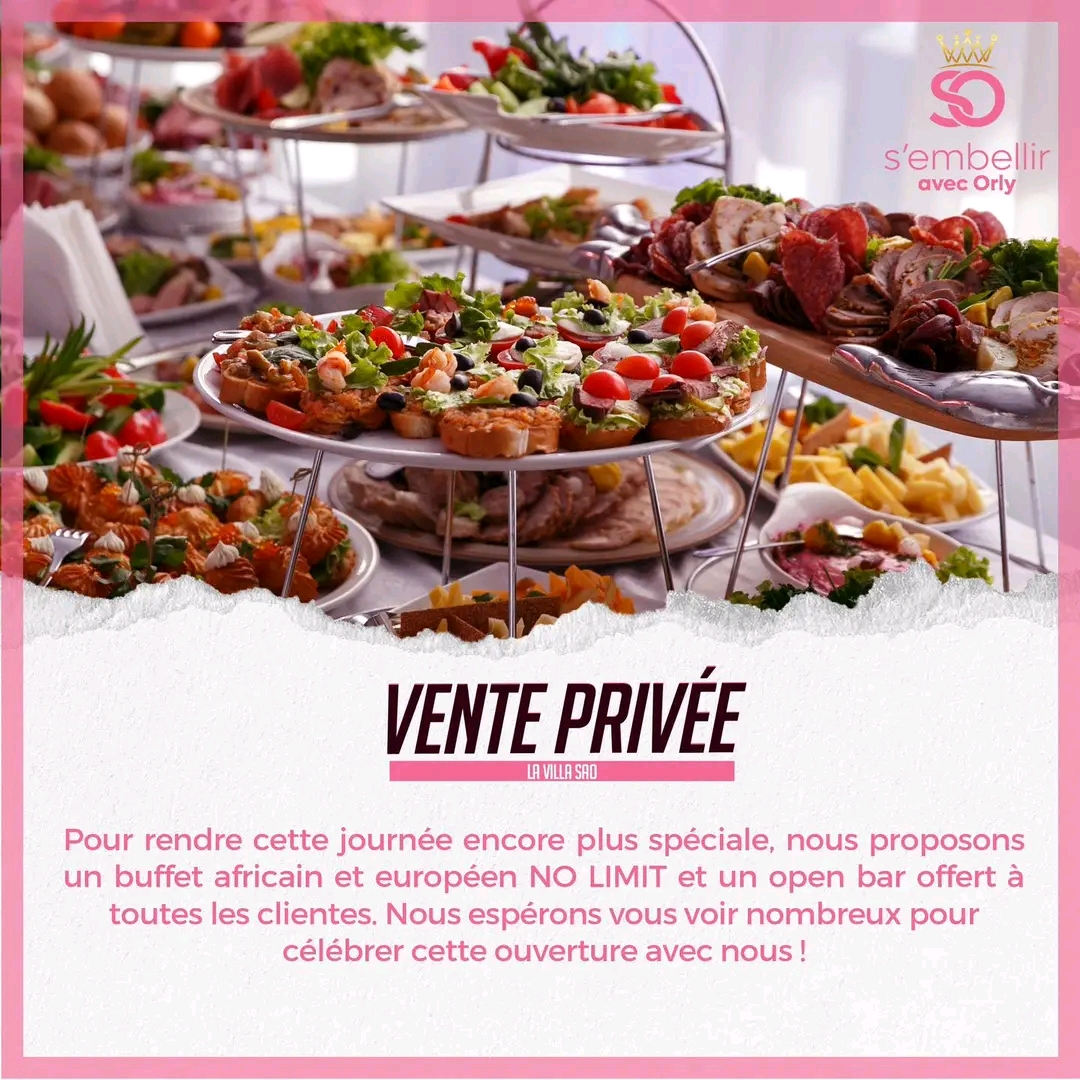 SO
s'embellir
avec Orly
VENTE PRIVÉE
LA VILLA SAO
Pour rendre cette journée encore plus spéciale, nous proposons
un buffet africain et européen NO LIMIT et un open bar offert à
toutes les clientes. Nous espérons vous voir nombreux pour
célébrer cette ouverture avec nous !